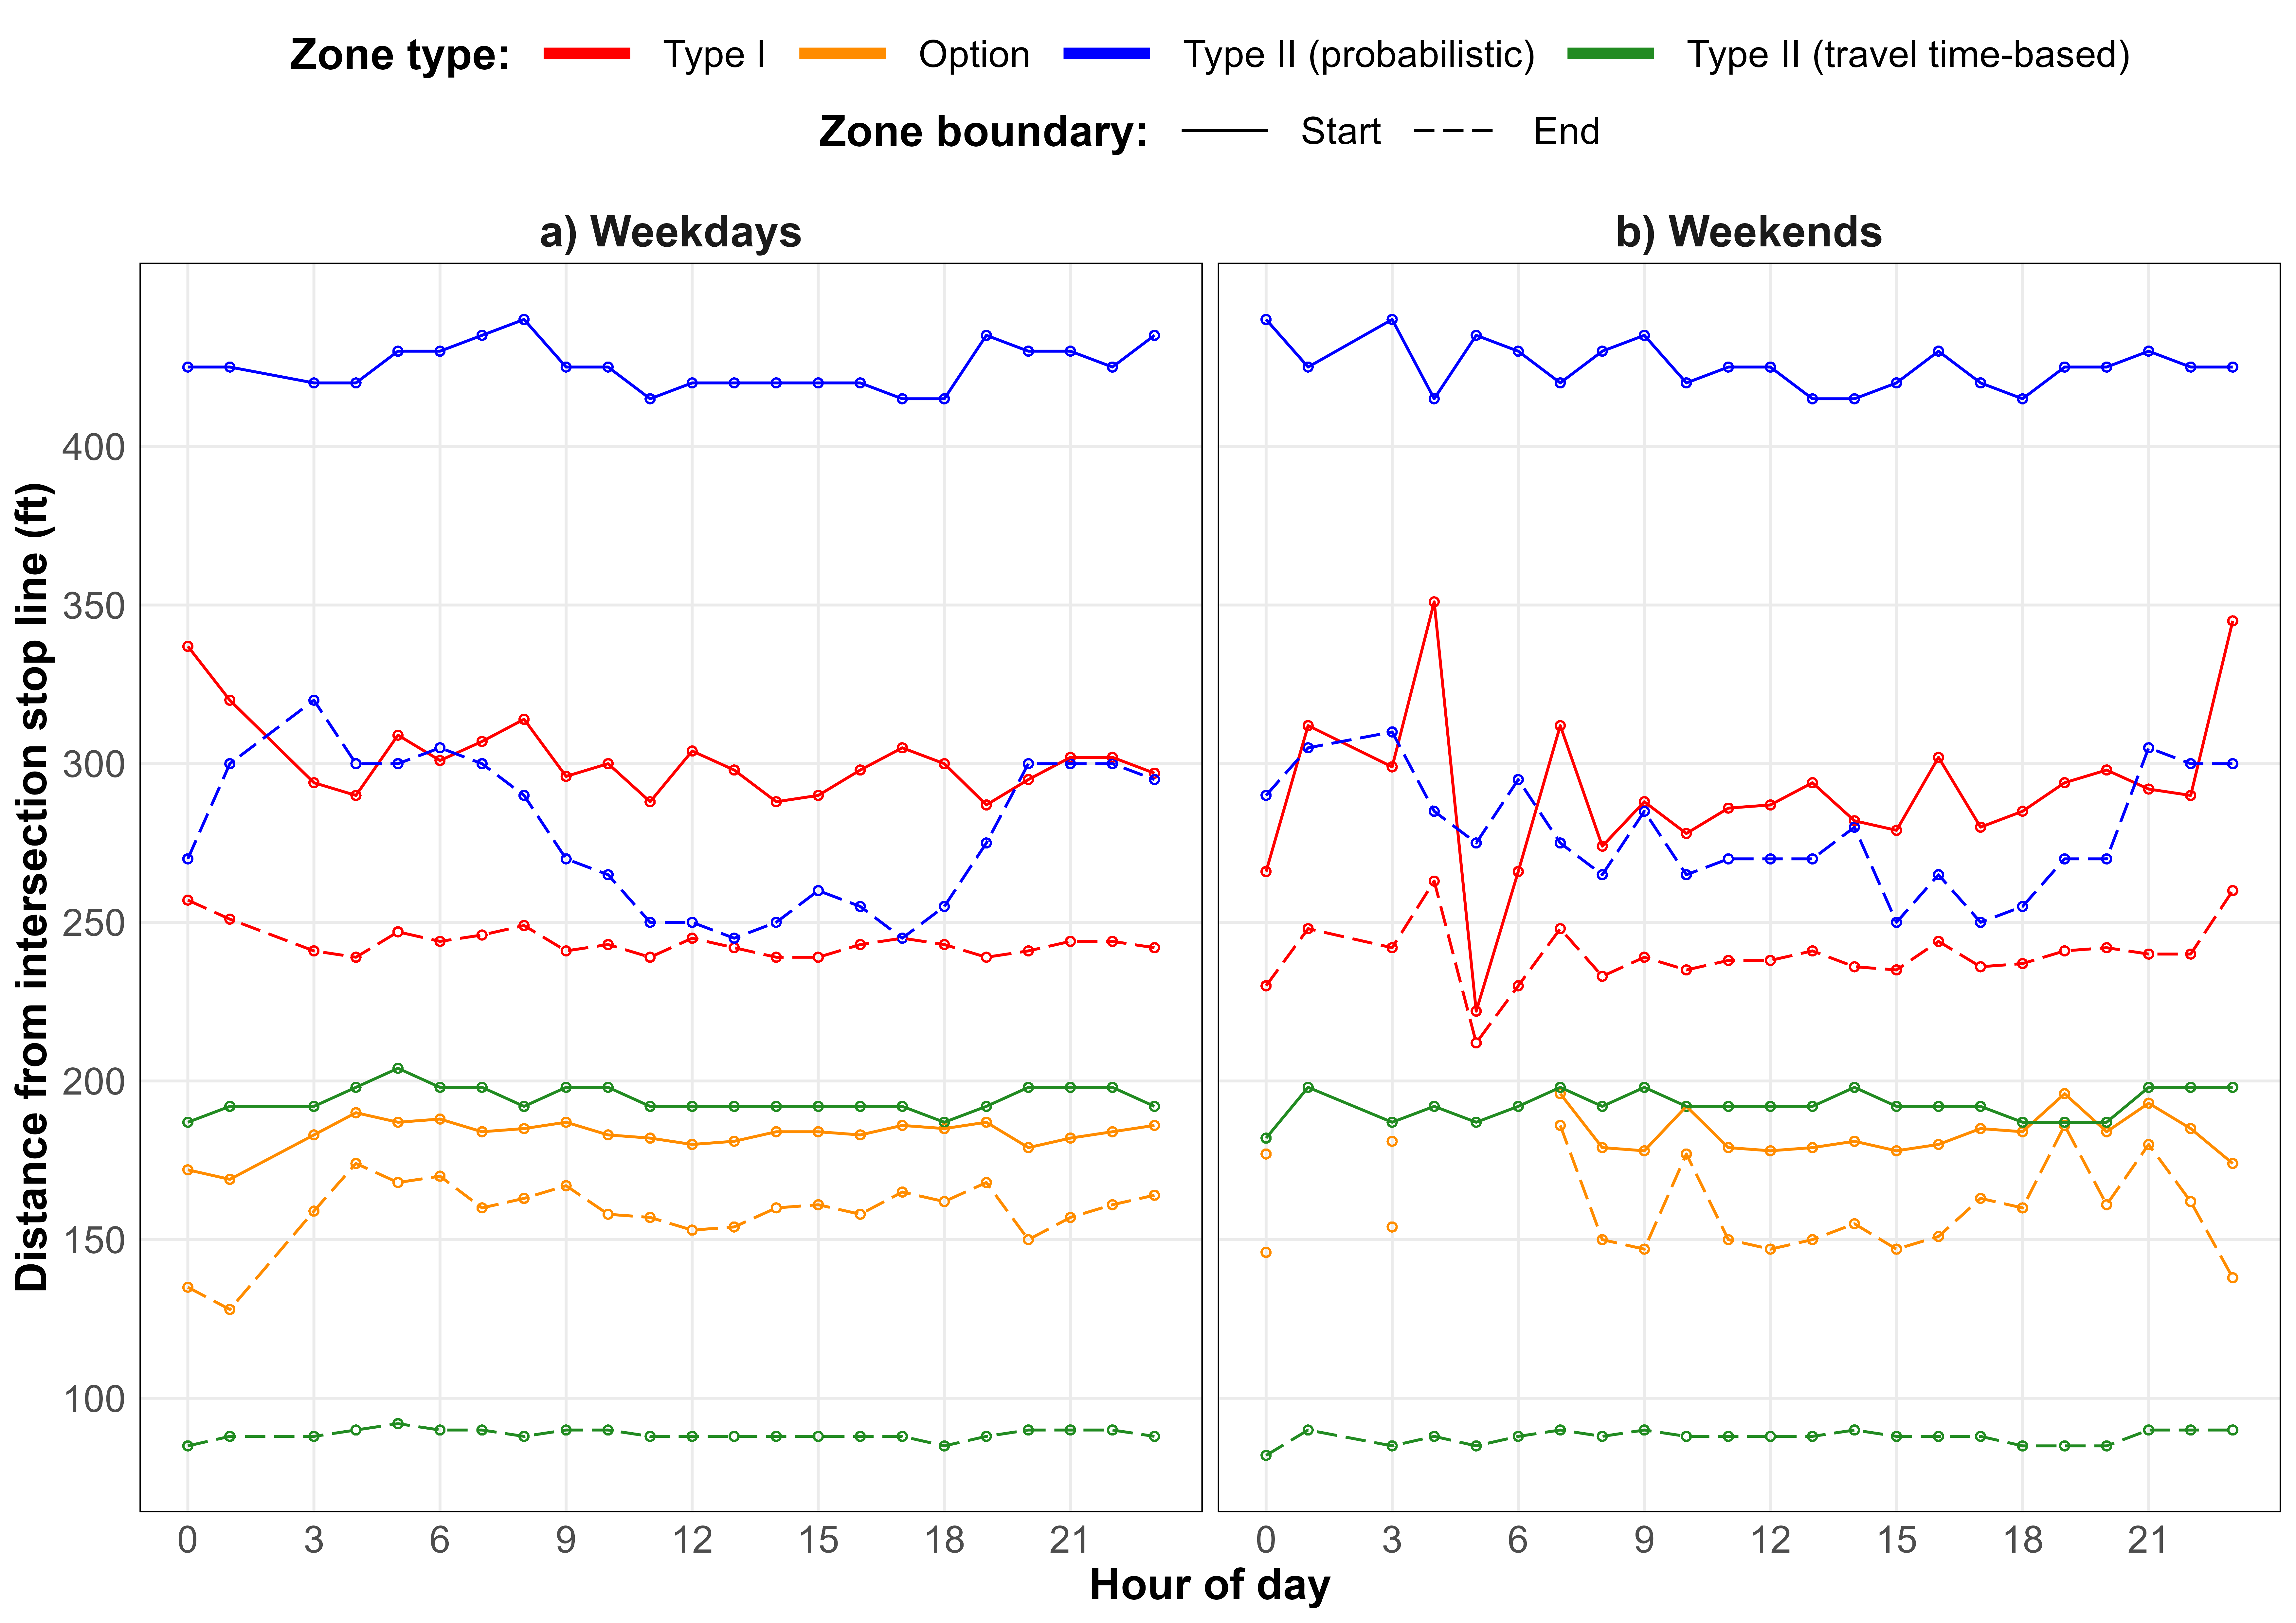 Zone type: Type I Option Type II (probabilistic) Type II (travel time-based)
Zone boundary: Start End
a) Weekdays b) Weekends
Distance from intersection stop line (ft)
400
350
300
250
200
150
100
0 3 6 9 12 15 18 21 0 3 6 9 12 15 18 21
Hour of day